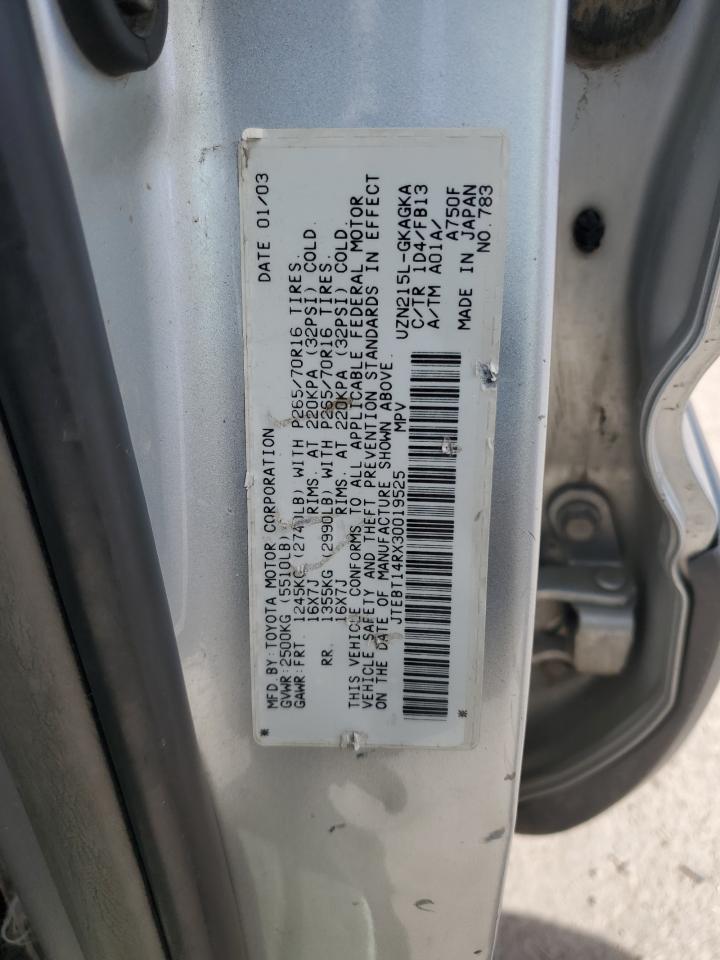 * MFD.BY:TOYOTA MOTOR CORPORATION DATE 01/03
GVWR:2500KG (5510LB)
GAWR:FRT. 1245KG (2740LB) WITH P265/70R16 TIRES.
16X7J RIMS. AT 220KPA (32PSI) COLD.
RR. 1355KG (2990LB) WITH P265/70R16 TIRES.
16X7J RIMS. AT 220KPA (32PSI) COLD.
THIS VEHICLE CONFORMS TO ALL APPLICABLE FEDERAL MOTOR
VEHICLE SAFETY AND THEFT PREVENTION STANDARDS IN EFFECT
ON THE DATE OF MANUFACTURE SHOWN ABOVE.
JTEBT14RX30019525 MPV
UZN215L-GKAGKA
C/TR 1D4/FB13
A/TM A01A/
A750F
MADE IN JAPAN
* NO.783